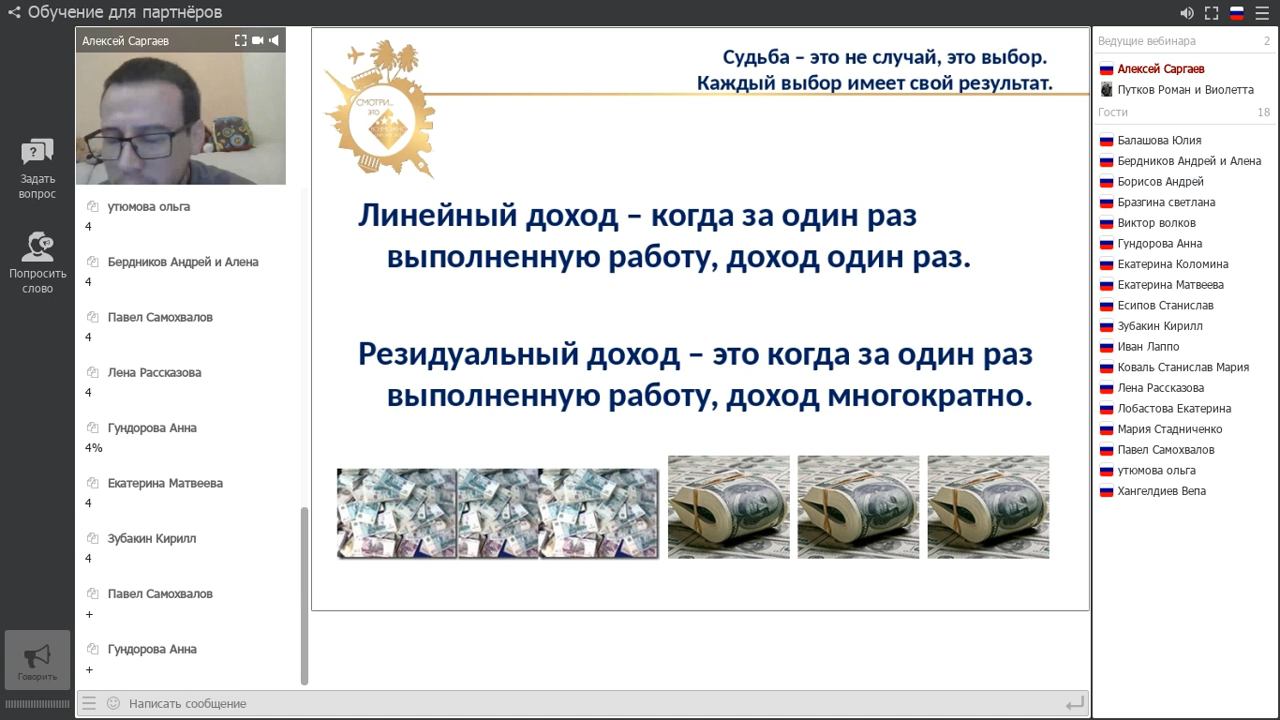 Обучение для партнёров
Задать
вопрос
Попросить
слово
Говорить
Алексей Саргаев
утюмова ольга
4
Бердников Андрей и Алена
4
Павел Самохвалов
4
Лена Рассказова
4
Гундорова Анна
4%
Екатерина Матвеева
4
Зубакин Кирилл
4
Павел Самохвалов
+
Гундорова Анна
+
Написать сообщение
Судьба – это не случай, это выбор.
Каждый выбор имеет свой результат.
СМОТРИ...
ЭТО
Линейный доход – когда за один раз
выполненную работу, доход один раз.
Резидуальный доход – это когда за один раз
выполненную работу, доход многократно.
Ведущие вебинара 2
Алексей Саргаев
Путков Роман и Виолетта
Гости 18
Балашова Юлия
Бердников Андрей и Алена
Борисов Андрей
Бразгина светлана
Виктор волков
Гундорова Анна
Екатерина Коломина
Екатерина Матвеева
Есипов Станислав
Зубакин Кирилл
Иван Лаппо
Коваль Станислав Мария
Лена Рассказова
Лобастова Екатерина
Мария Стадниченко
Павел Самохвалов
утюмова ольга
Хангелдиев Вепа